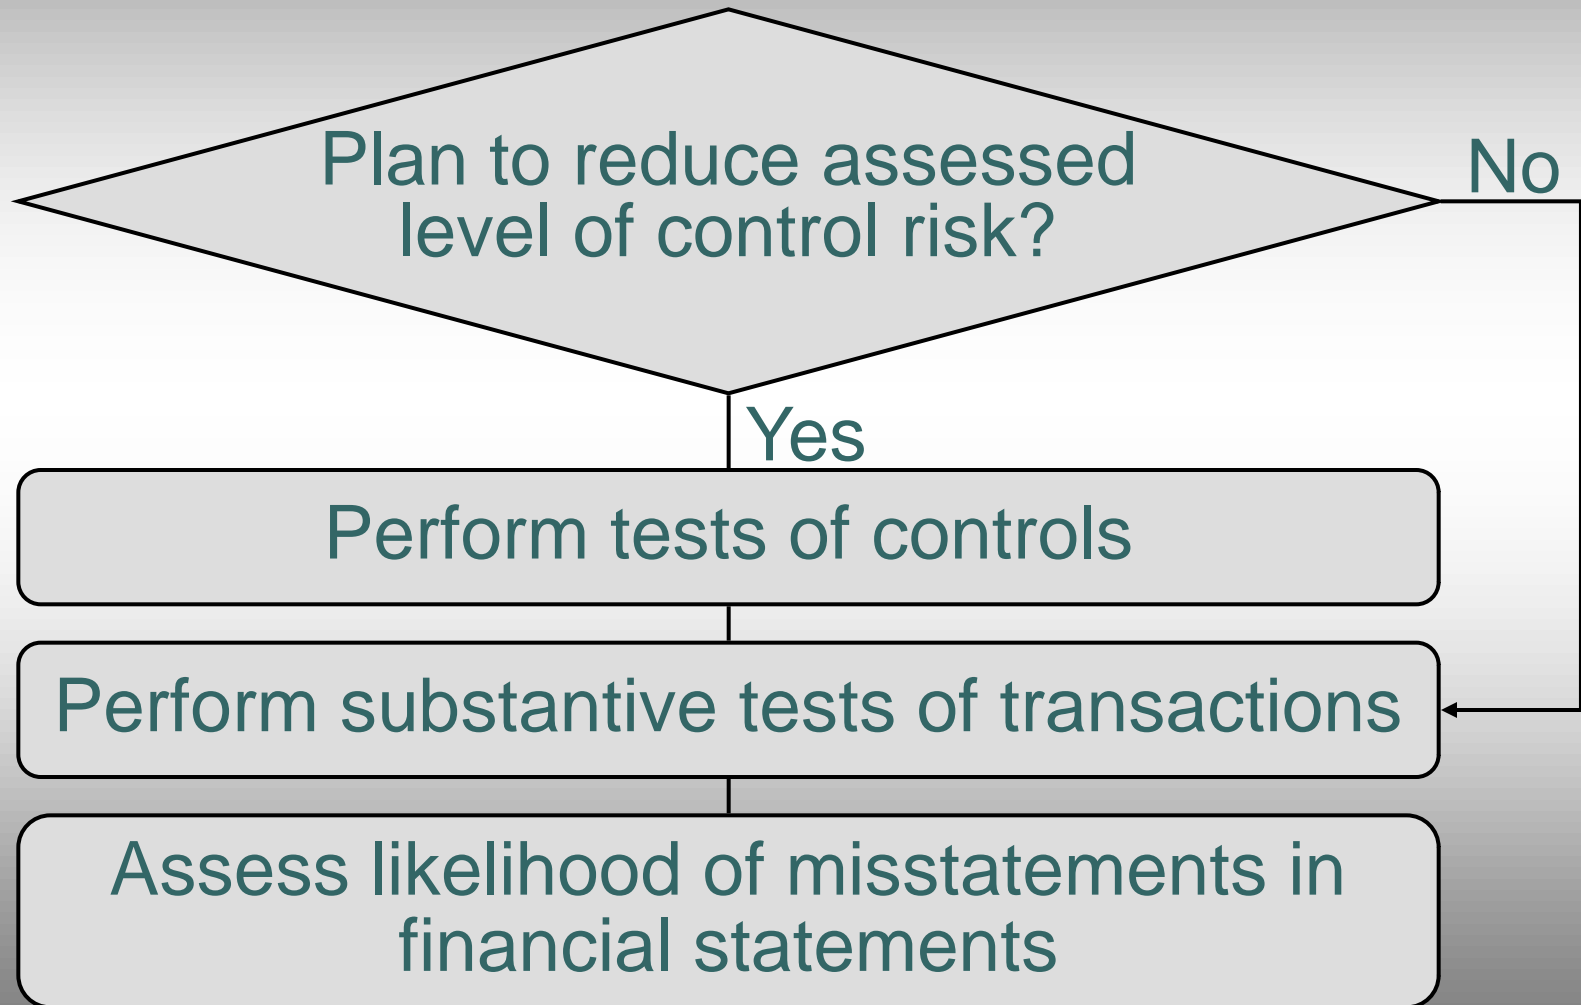 Plan to reduce assessed
level of control risk?
No
Yes
Perform tests of controls
Perform substantive tests of transactions
Assess likelihood of misstatements in
financial statements